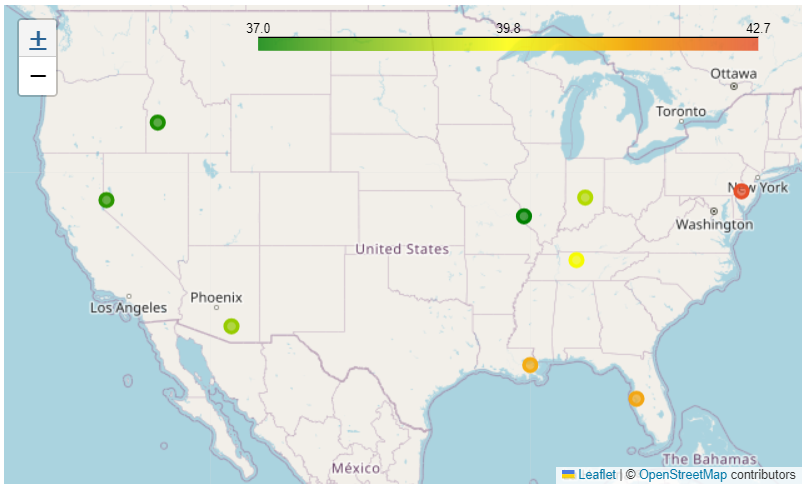 +
−
37.0 39.8 42.7
Ottawa
Toronto
New York
Washington
United States
Phoenix
Los Angeles
México
The Bahamas
Leaflet | © OpenStreetMap contributors